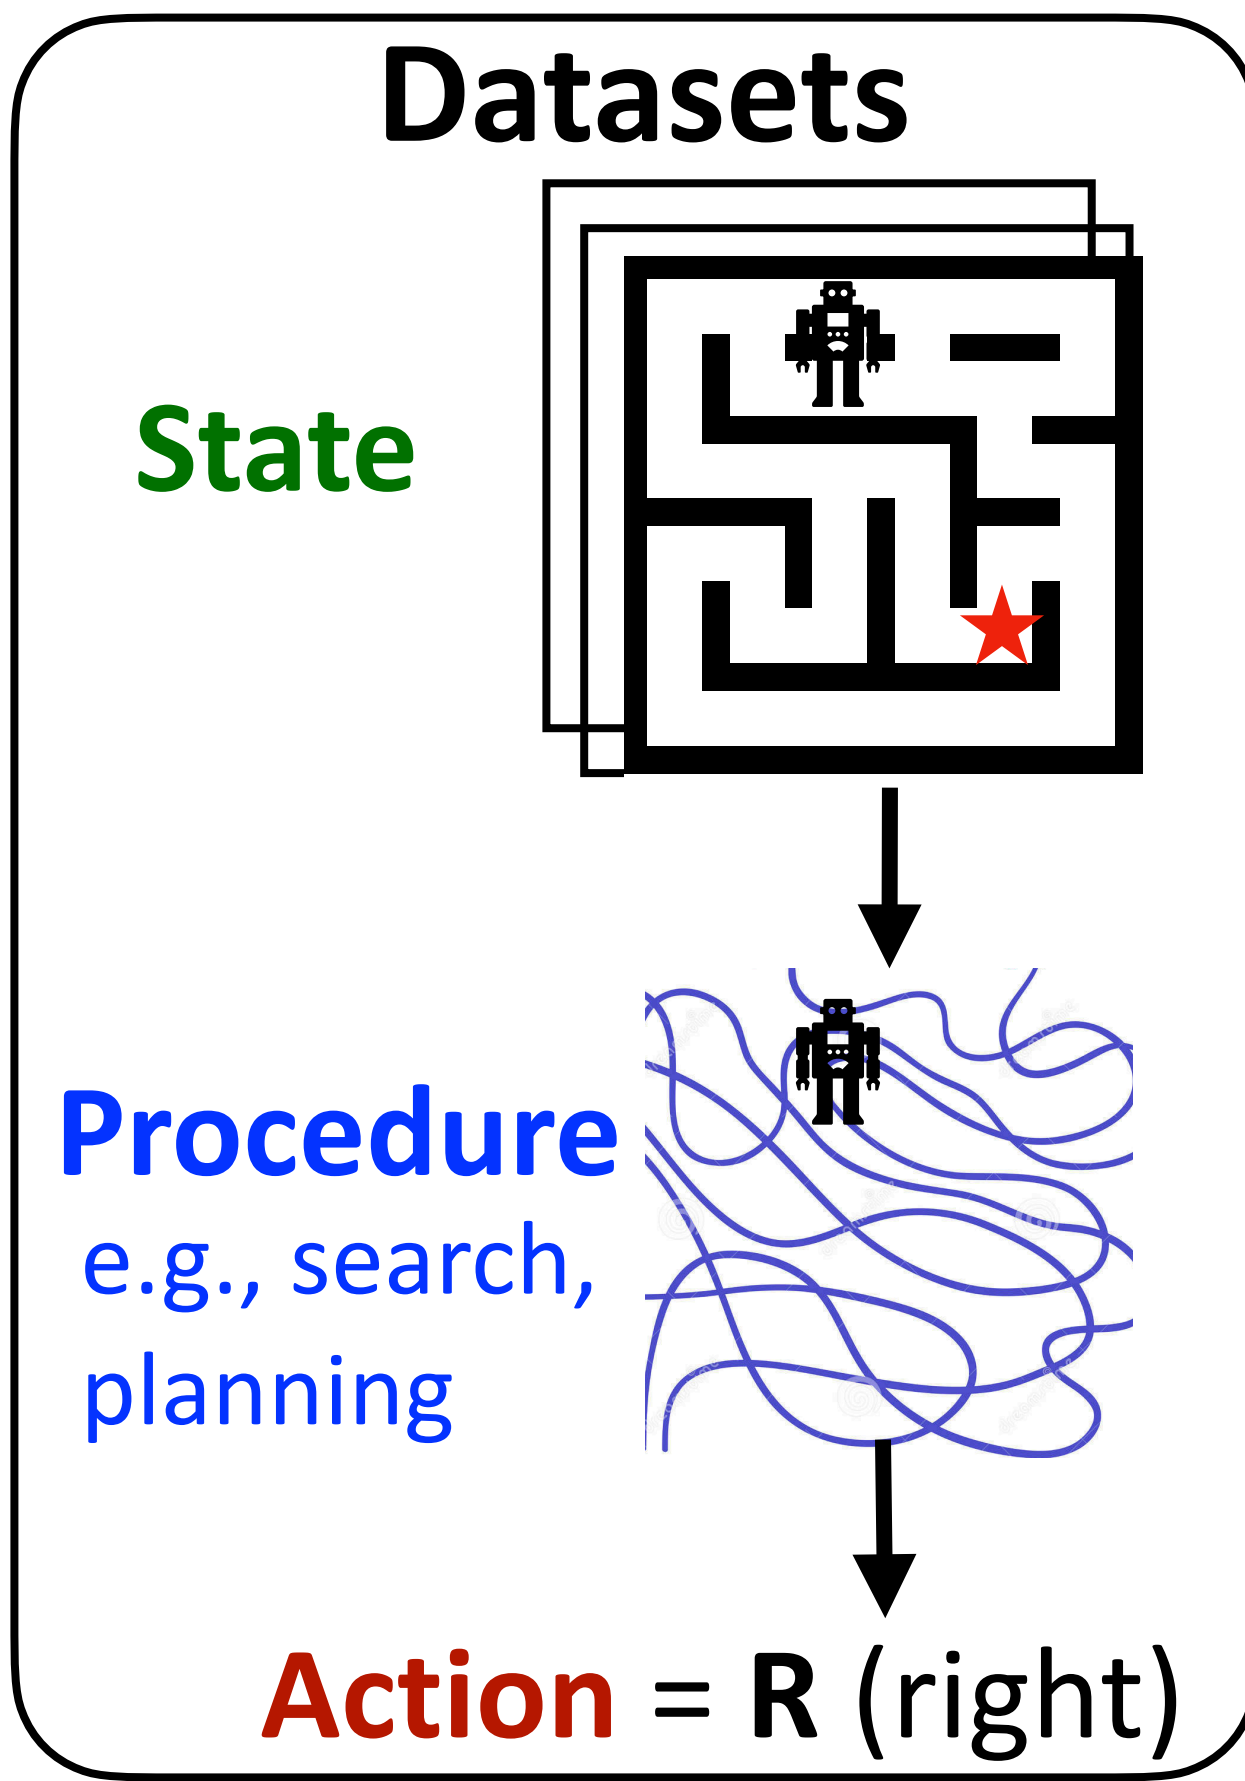 Datasets
State
Procedure
e.g., search,
planning
Action = R (right)